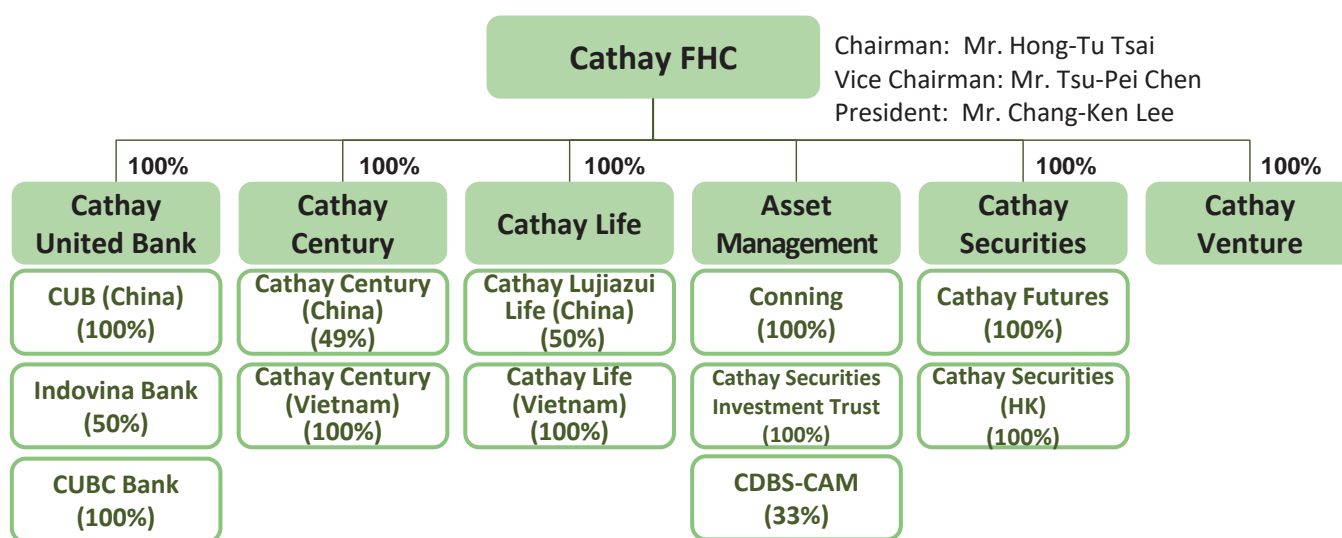 Cathay FHC
Chairman: Mr. Hong-Tu Tsai
Vice Chairman: Mr. Tsu-Pei Chen
President: Mr. Chang-Ken Lee
100%
100%
100%
100%
100%
Cathay
United Bank
Cathay
Century
Cathay Life
Asset
Management
Cathay
Securities
Cathay
Venture
CUB (China)
(100%)
Cathay Century
(China)
(49%)
Cathay Lujiazui
Life (China)
(50%)
Conning
(100%)
Cathay Futures
(100%)
Indovina Bank
(50%)
Cathay Century
(Vietnam)
(100%)
Cathay Life
(Vietnam)
(100%)
Cathay Securities
Investment Trust
(100%)
Cathay Securities
(HK)
(100%)
CUBC Bank
(100%)
CDBS-CAM
(33%)